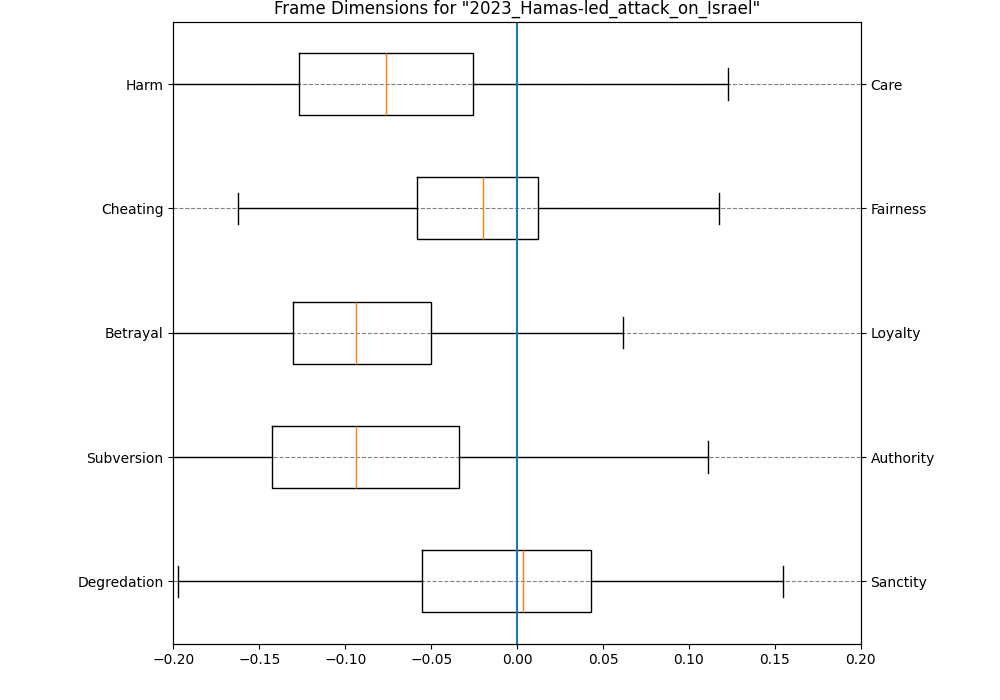 Frame Dimensions for "2023_Hamas-led_attack_on_Israel"
Harm Care
Cheating Fairness
Betrayal Loyalty
Subversion Authority
Degredation Sanctity
−0.20 −0.15 −0.10 −0.05 0.00 0.05 0.10 0.15 0.20